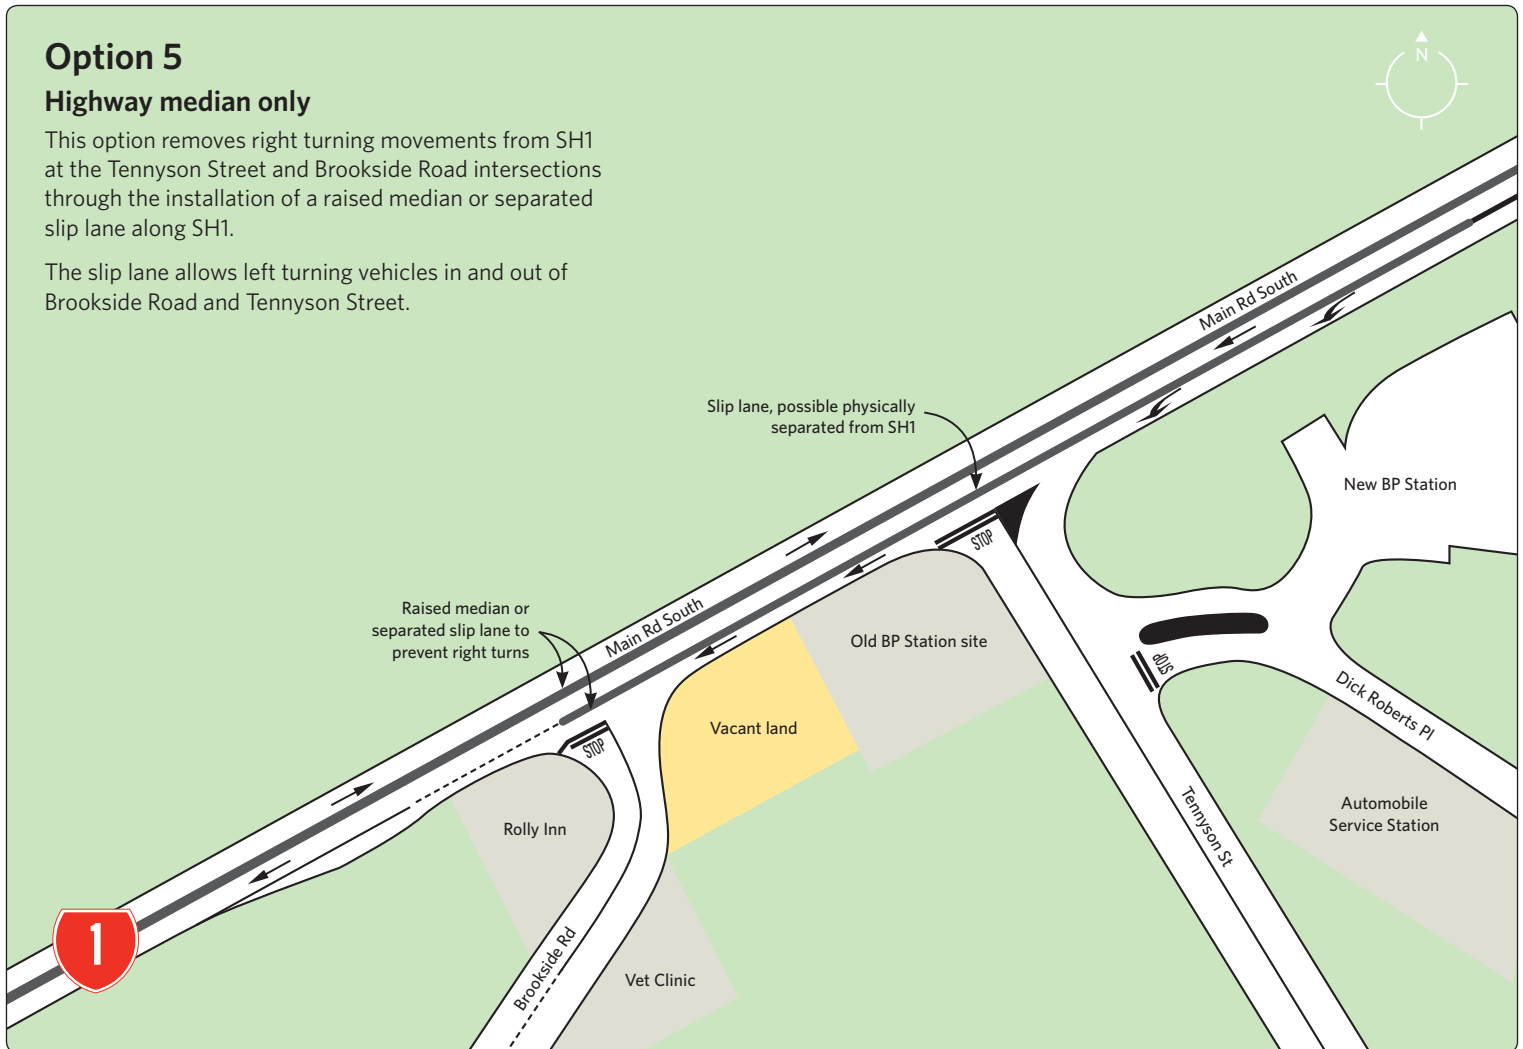 Option 5
Highway median only
This option removes right turning movements from SH1
at the Tennyson Street and Brookside Road intersections
through the installation of a raised median or separated
slip lane along SH1.
The slip lane allows left turning vehicles in and out of
Brookside Road and Tennyson Street.
N
Main Rd South
Slip lane, possible physically
separated from SH1
New BP Station
STOP
Raised median or
separated slip lane to
prevent right turns
Main Rd South
Old BP Station site
STOP
Dick Roberts Pl
Vacant land
STOP
Rolly Inn
Tennyson St
Automobile
Service Station
1
Brookside Rd
Vet Clinic